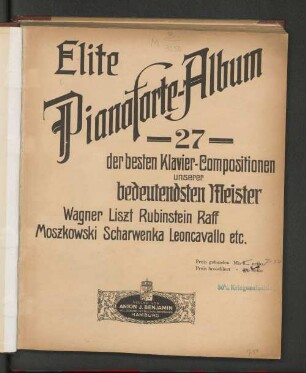 Elite
Pianoforte-Album
— 27 —
der besten Klavier-Compositionen
unserer
bedeutendsten Meister
Wagner Liszt Rubinstein Raff
Moszkowski Scharwenka Leoncavallo etc.
Preis gebunden
Preis broschiert
ANTON J. BENJAMIN
HAMBURG